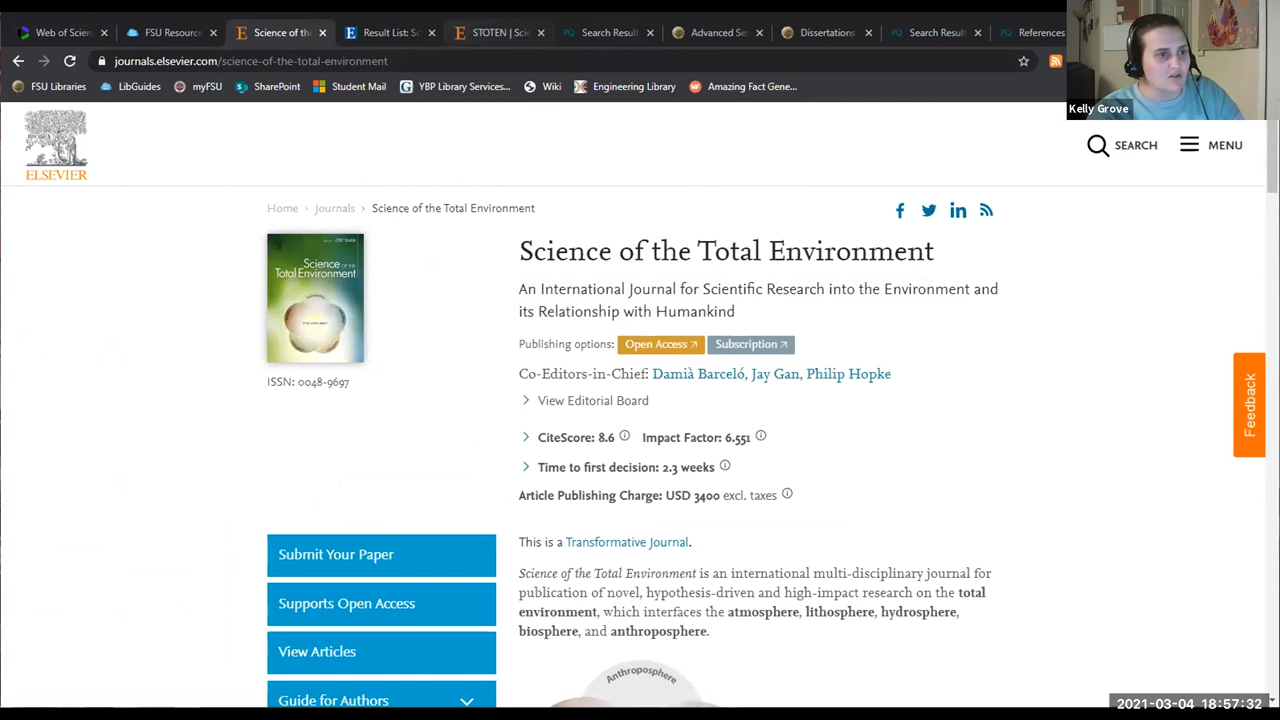 Web of Scien
FSU Resource
Science of th
Result List: Sc
STOTEN | Scie
Search Result
Advanced Sea
Dissertations
Search Result
References
journals.elsevier.com/science-of-the-total-environment
FSU Libraries
LibGuides
myFSU
SharePoint
Student Mail
YBP Library Services...
Wiki
Engineering Library
Amazing Fact Gene...
Kelly Grove
ELSEVIER
SEARCH
MENU
Home › Journals › Science of the Total Environment
Science of the Total Environment
Science of the Total Environment
An International Journal for Scientific Research into the Environment and
its Relationship with Humankind
Publishing options: Open Access Subscription
ISSN: 0048-9697
Co-Editors-in-Chief: Damià Barceló, Jay Gan, Philip Hopke
View Editorial Board
CiteScore: 8.6 Impact Factor: 6.551
Time to first decision: 2.3 weeks
Article Publishing Charge: USD 3400 excl. taxes
Feedback
Submit Your Paper
Supports Open Access
View Articles
Guide for Authors
This is a Transformative Journal.
Science of the Total Environment is an international multi-disciplinary journal for
publication of novel, hypothesis-driven and high-impact research on the total
environment, which interfaces the atmosphere, lithosphere, hydrosphere,
biosphere, and anthroposphere.
Anthroposphere
2021-03-04 18:57:32